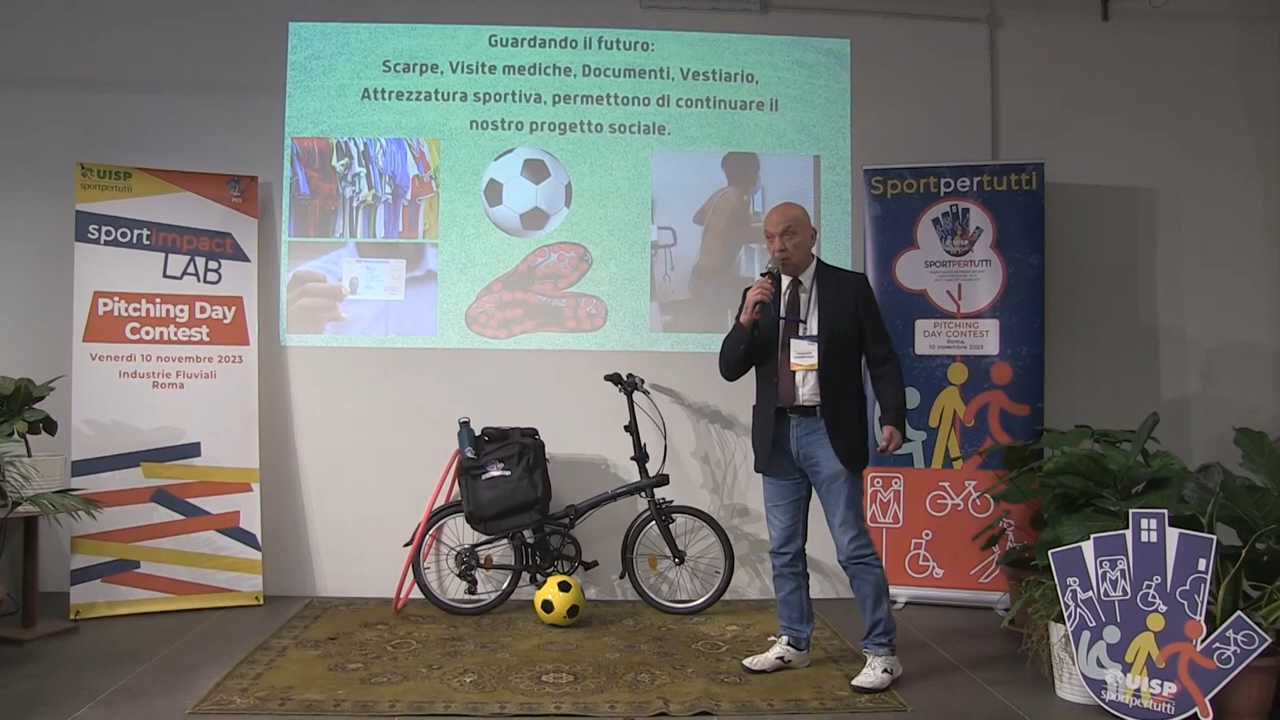 Guardando il futuro:
Scarpe, Visite mediche, Documenti, Vestiario,
Attrezzatura sportiva, permettono di continuare il
nostro progetto sociale.
UISP
sportpertutti
sportimpact
LAB
Pitching Day
Contest
Venerdì 10 novembre 2023
Industrie Fluviali
Roma
Sportpertutti
UISP
SPORTPERTUTTI
PITCHING
DAY CONTEST
Roma,
10 novembre 2023
UISP
sportpertutti